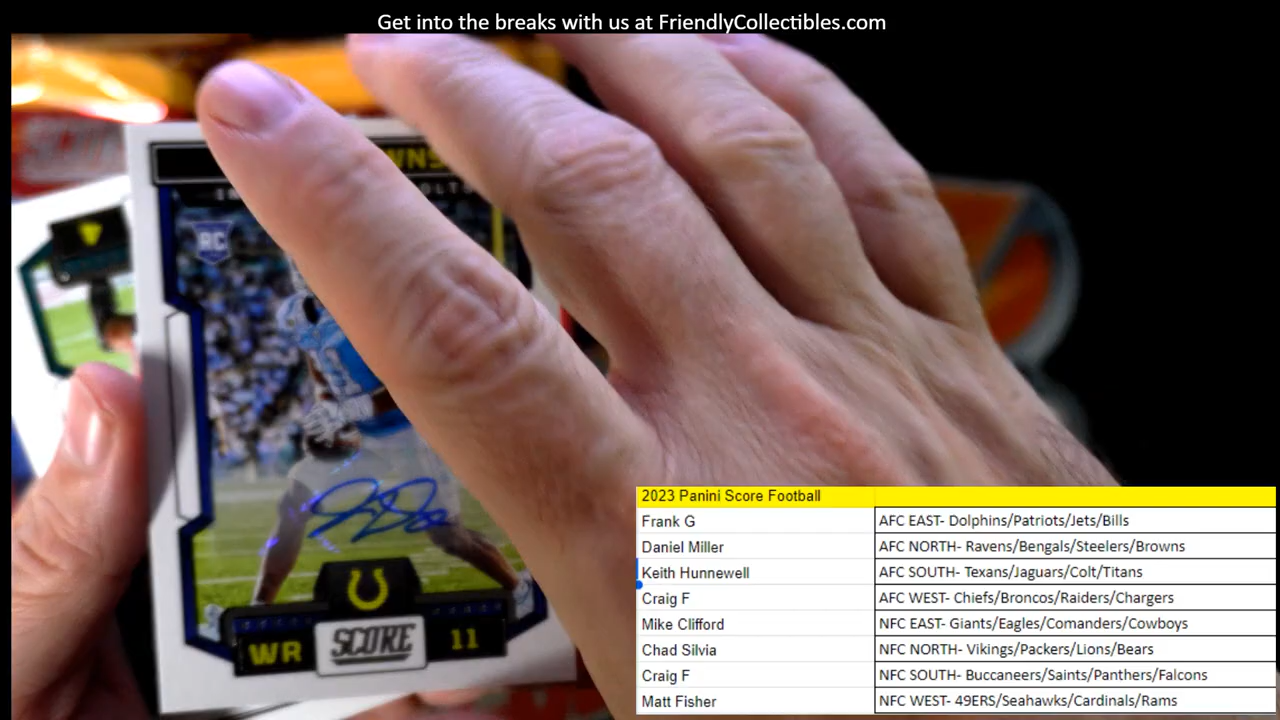 Get into the breaks with us at FriendlyCollectibles.com
SCORE
WNS
OLTS
RC
WR SCORE 11
2023 Panini Score Football
Frank G AFC EAST- Dolphins/Patriots/Jets/Bills
Daniel Miller AFC NORTH- Ravens/Bengals/Steelers/Browns
Keith Hunnewell AFC SOUTH- Texans/Jaguars/Colt/Titans
Craig F AFC WEST- Chiefs/Broncos/Raiders/Chargers
Mike Clifford NFC EAST- Giants/Eagles/Comanders/Cowboys
Chad Silvia NFC NORTH- Vikings/Packers/Lions/Bears
Craig F NFC SOUTH- Buccaneers/Saints/Panthers/Falcons
Matt Fisher NFC WEST- 49ERS/Seahawks/Cardinals/Rams